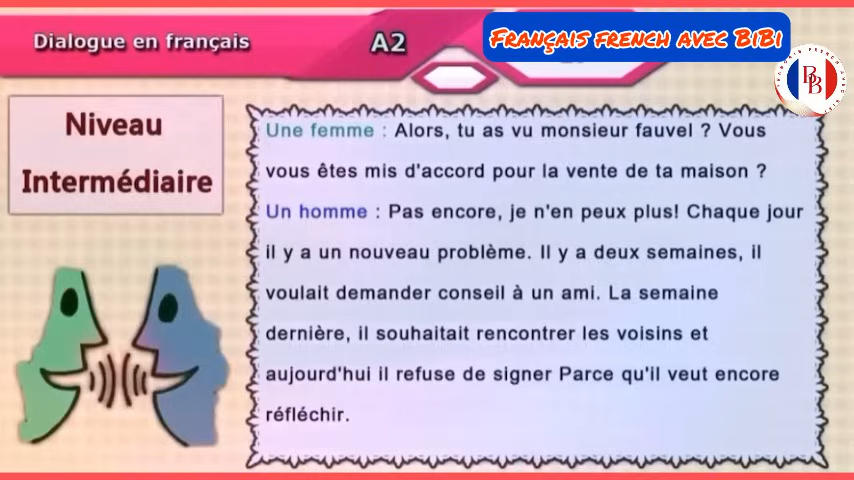 Dialogue en français
A2
Français french avec BiBi
Niveau
Intermédiaire
Une femme : Alors, tu as vu monsieur fauvel ? Vous
vous êtes mis d'accord pour la vente de ta maison ?
Un homme : Pas encore, je n'en peux plus! Chaque jour
il y a un nouveau problème. Il y a deux semaines, il
voulait demander conseil à un ami. La semaine
dernière, il souhaitait rencontrer les voisins et
aujourd'hui il refuse de signer Parce qu'il veut encore
réfléchir.